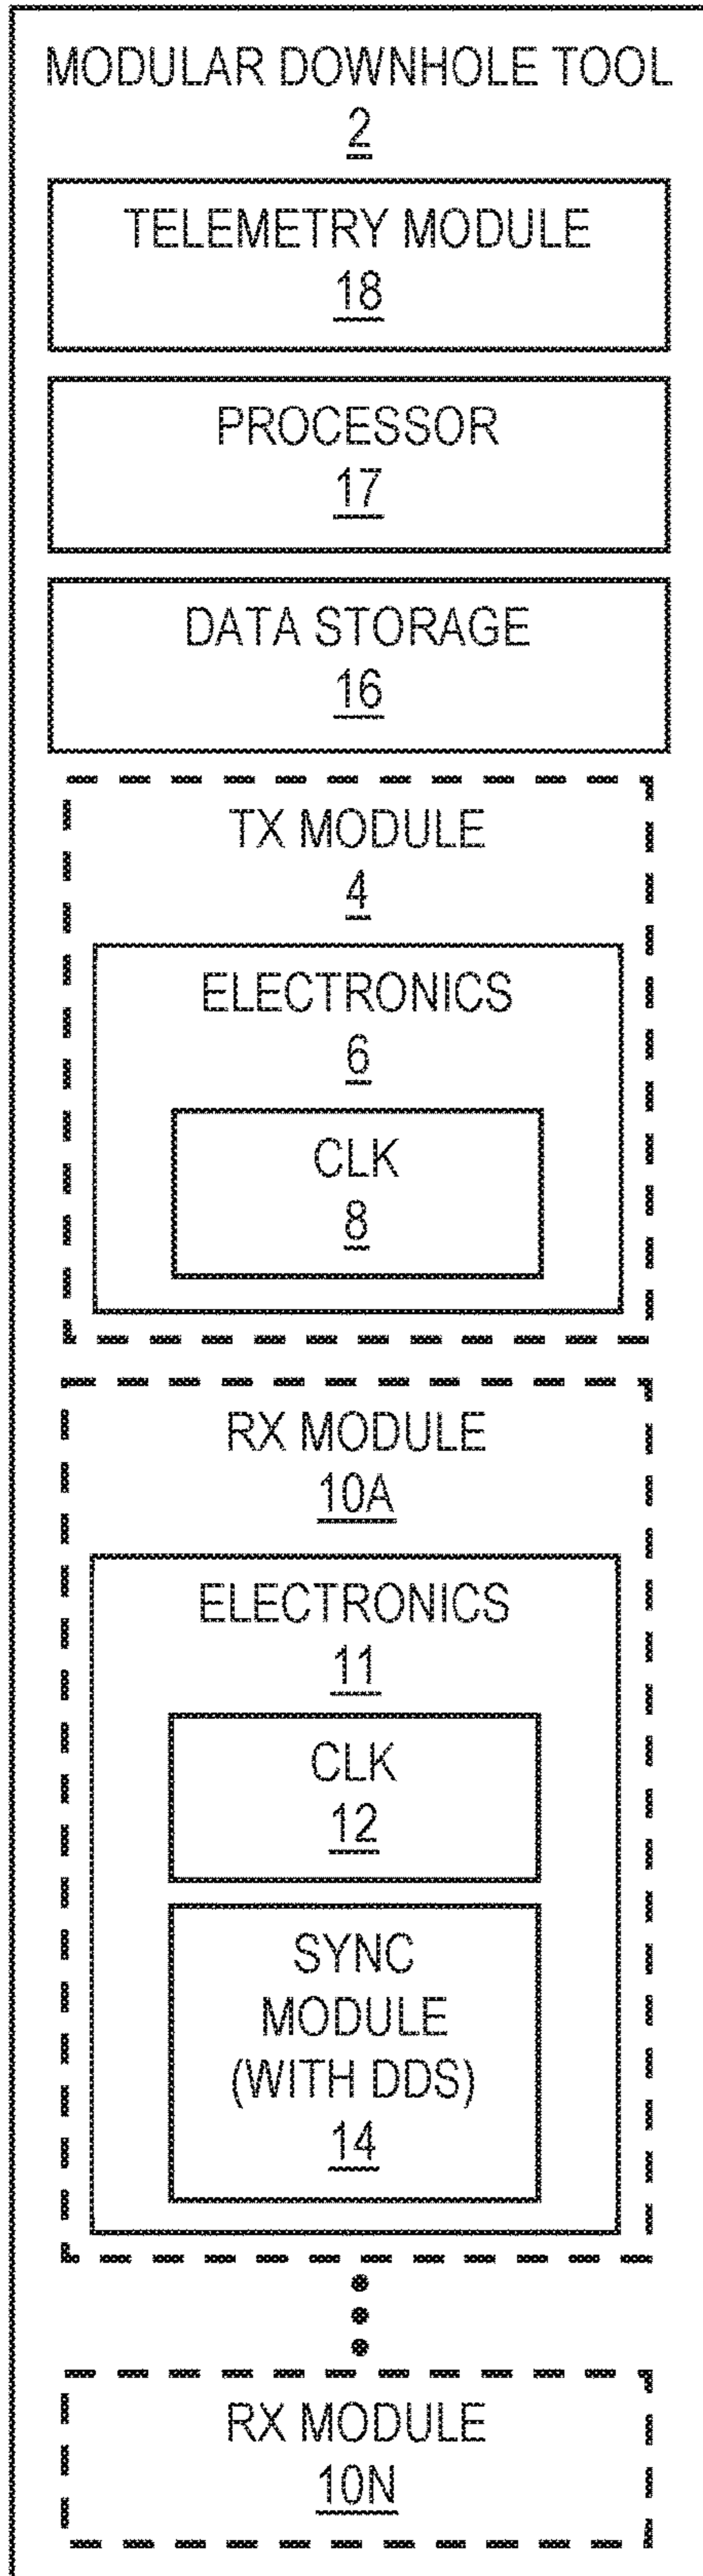 MODULAR DOWNHOLE TOOL
2
TELEMETRY MODULE
18
PROCESSOR
17
DATA STORAGE
16
TX MODULE
4
ELECTRONICS
6
CLK
8
RX MODULE
10A
ELECTRONICS
11
CLK
12
SYNC
MODULE
(WITH DDS)
14
RX MODULE
10N